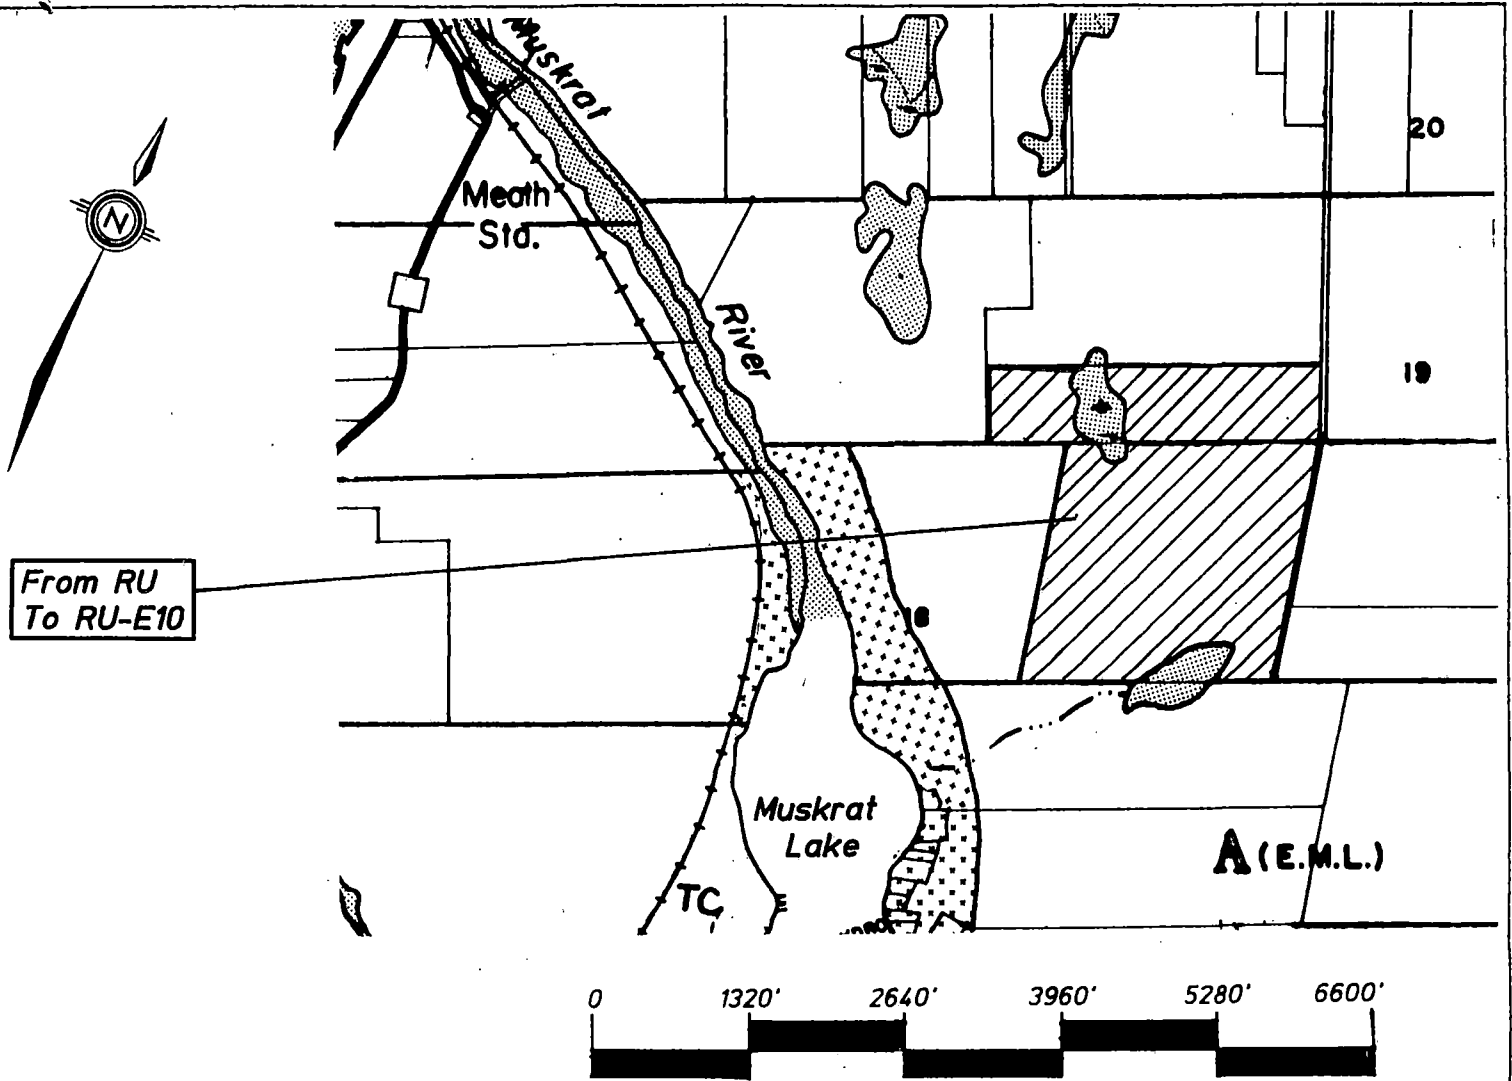 Muskrat
20
N
Meath
Sta.
River
19
From RU
To RU-E10
18
Muskrat
Lake
A (E.M.L.)
TC
0 1320' 2640' 3960' 5280' 6600'